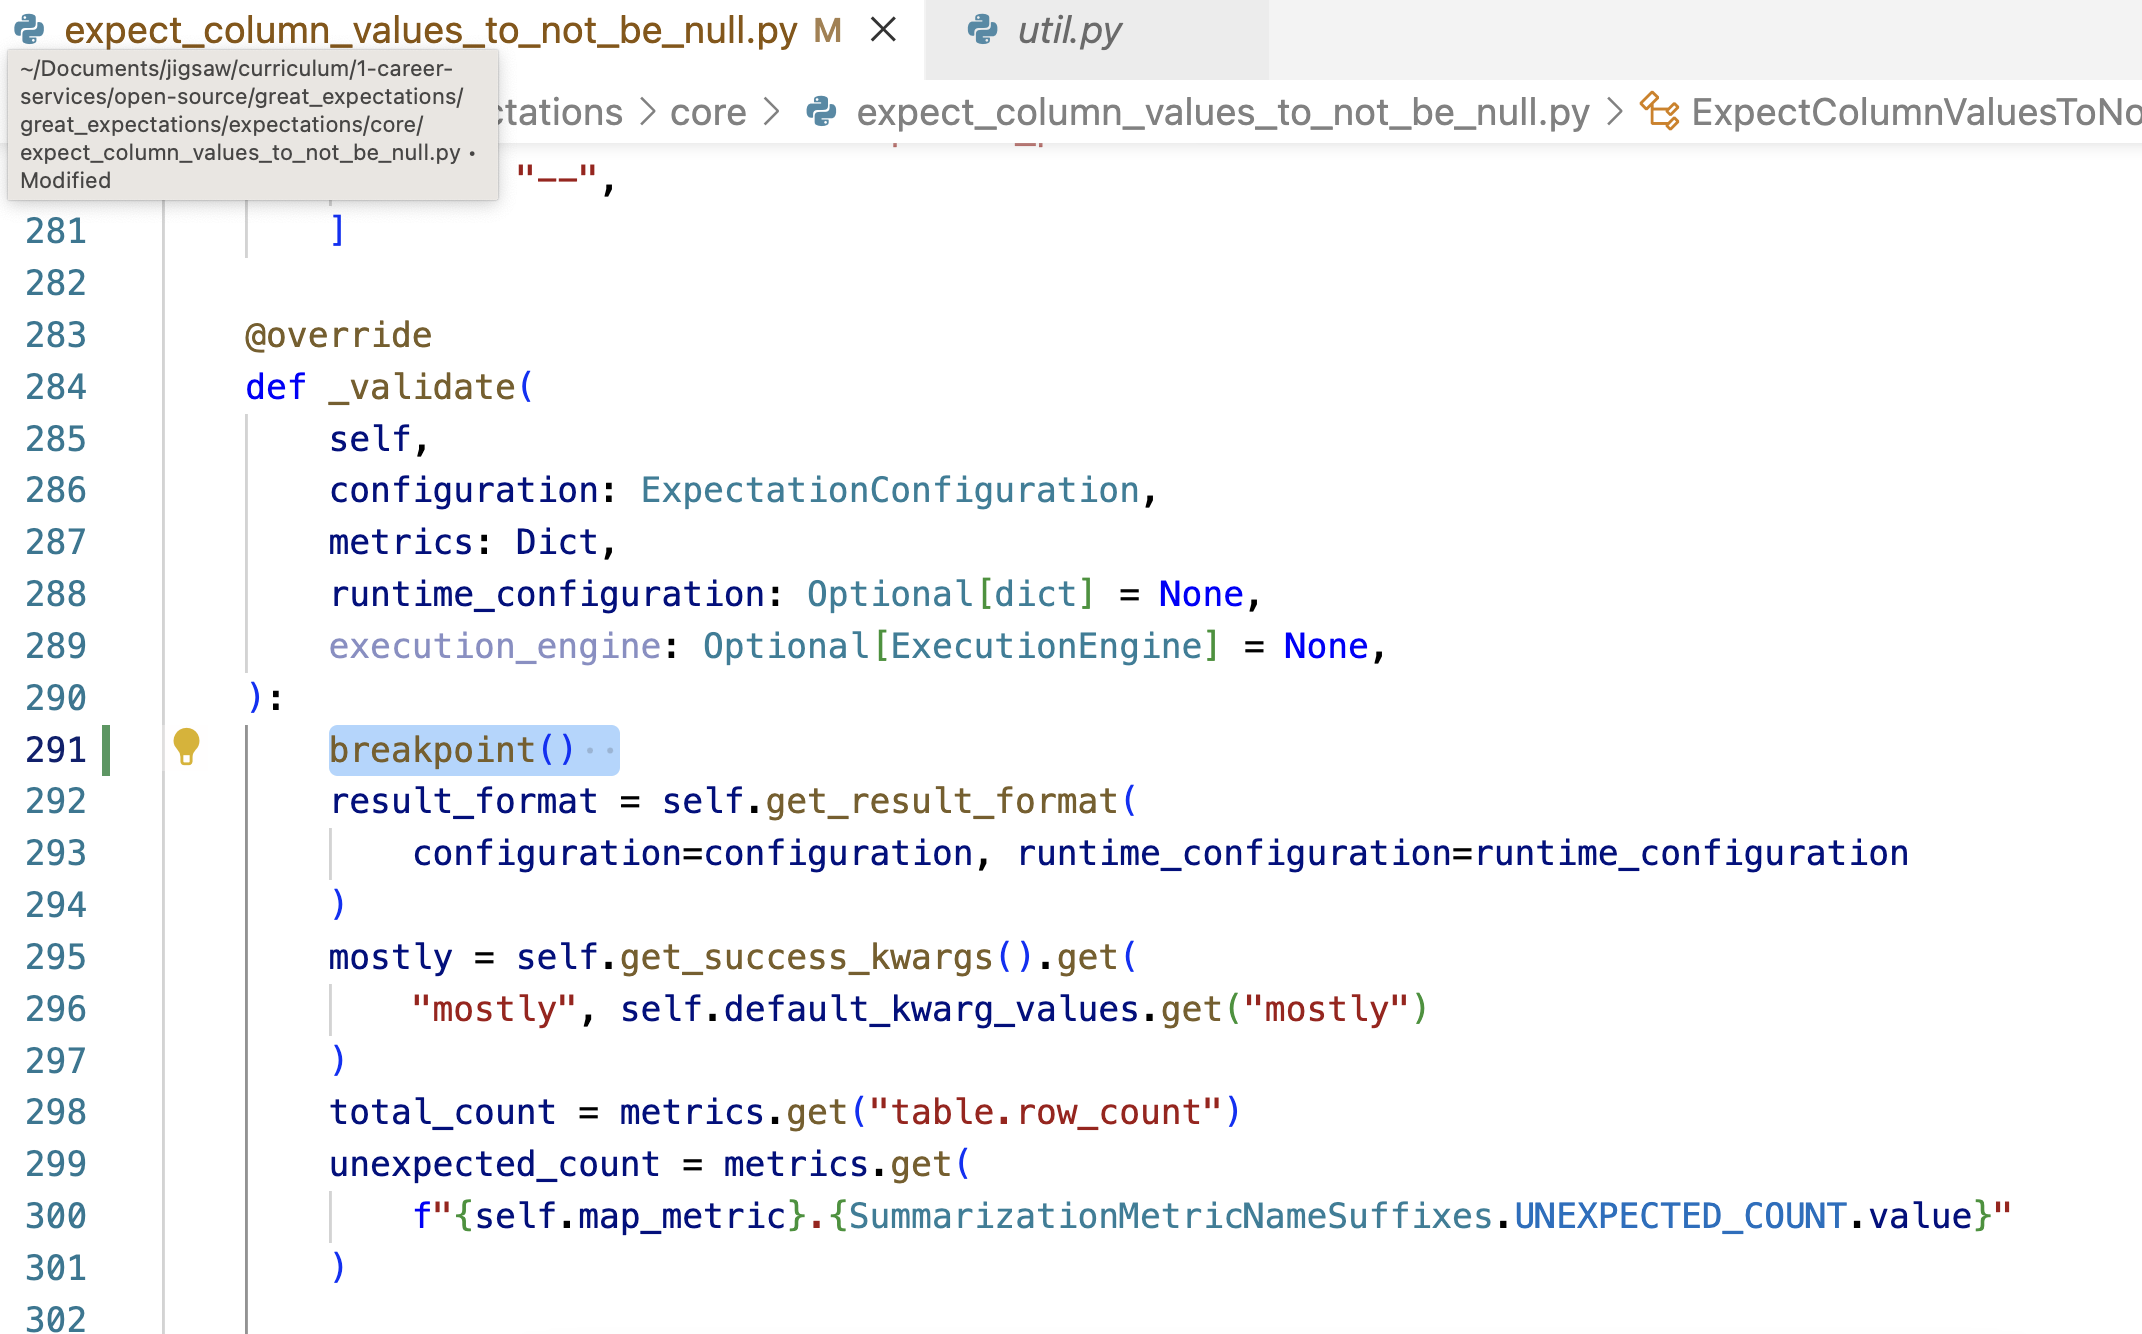 expect_column_values_to_not_be_null.py M
util.py
~/Documents/jigsaw/curriculum/1-career-
services/open-source/great_expectations/
great_expectations/expectations/core/
expect_column_values_to_not_be_null.py •
Modified
ctations > core > expect_column_values_to_not_be_null.py > ExpectColumnValuesToNo
"--",
281 ]
282
283 @override
284 def _validate(
285 self,
286 configuration: ExpectationConfiguration,
287 metrics: Dict,
288 runtime_configuration: Optional[dict] = None,
289 execution_engine: Optional[ExecutionEngine] = None,
290 ):
291 breakpoint()
292 result_format = self.get_result_format(
293 configuration=configuration, runtime_configuration=runtime_configuration
294 )
295 mostly = self.get_success_kwargs().get(
296 "mostly", self.default_kwarg_values.get("mostly")
297 )
298 total_count = metrics.get("table.row_count")
299 unexpected_count = metrics.get(
300 f"{self.map_metric}.{SummarizationMetricNameSuffixes.UNEXPECTED_COUNT.value}"
301 )
302